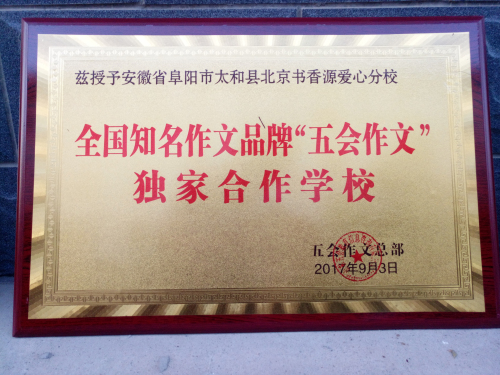 兹授予安徽省阜阳市太和县北京书香源爱心分校
全国知名作文品牌“五会作文”
独家合作学校
五会作文总部
2017年9月3日